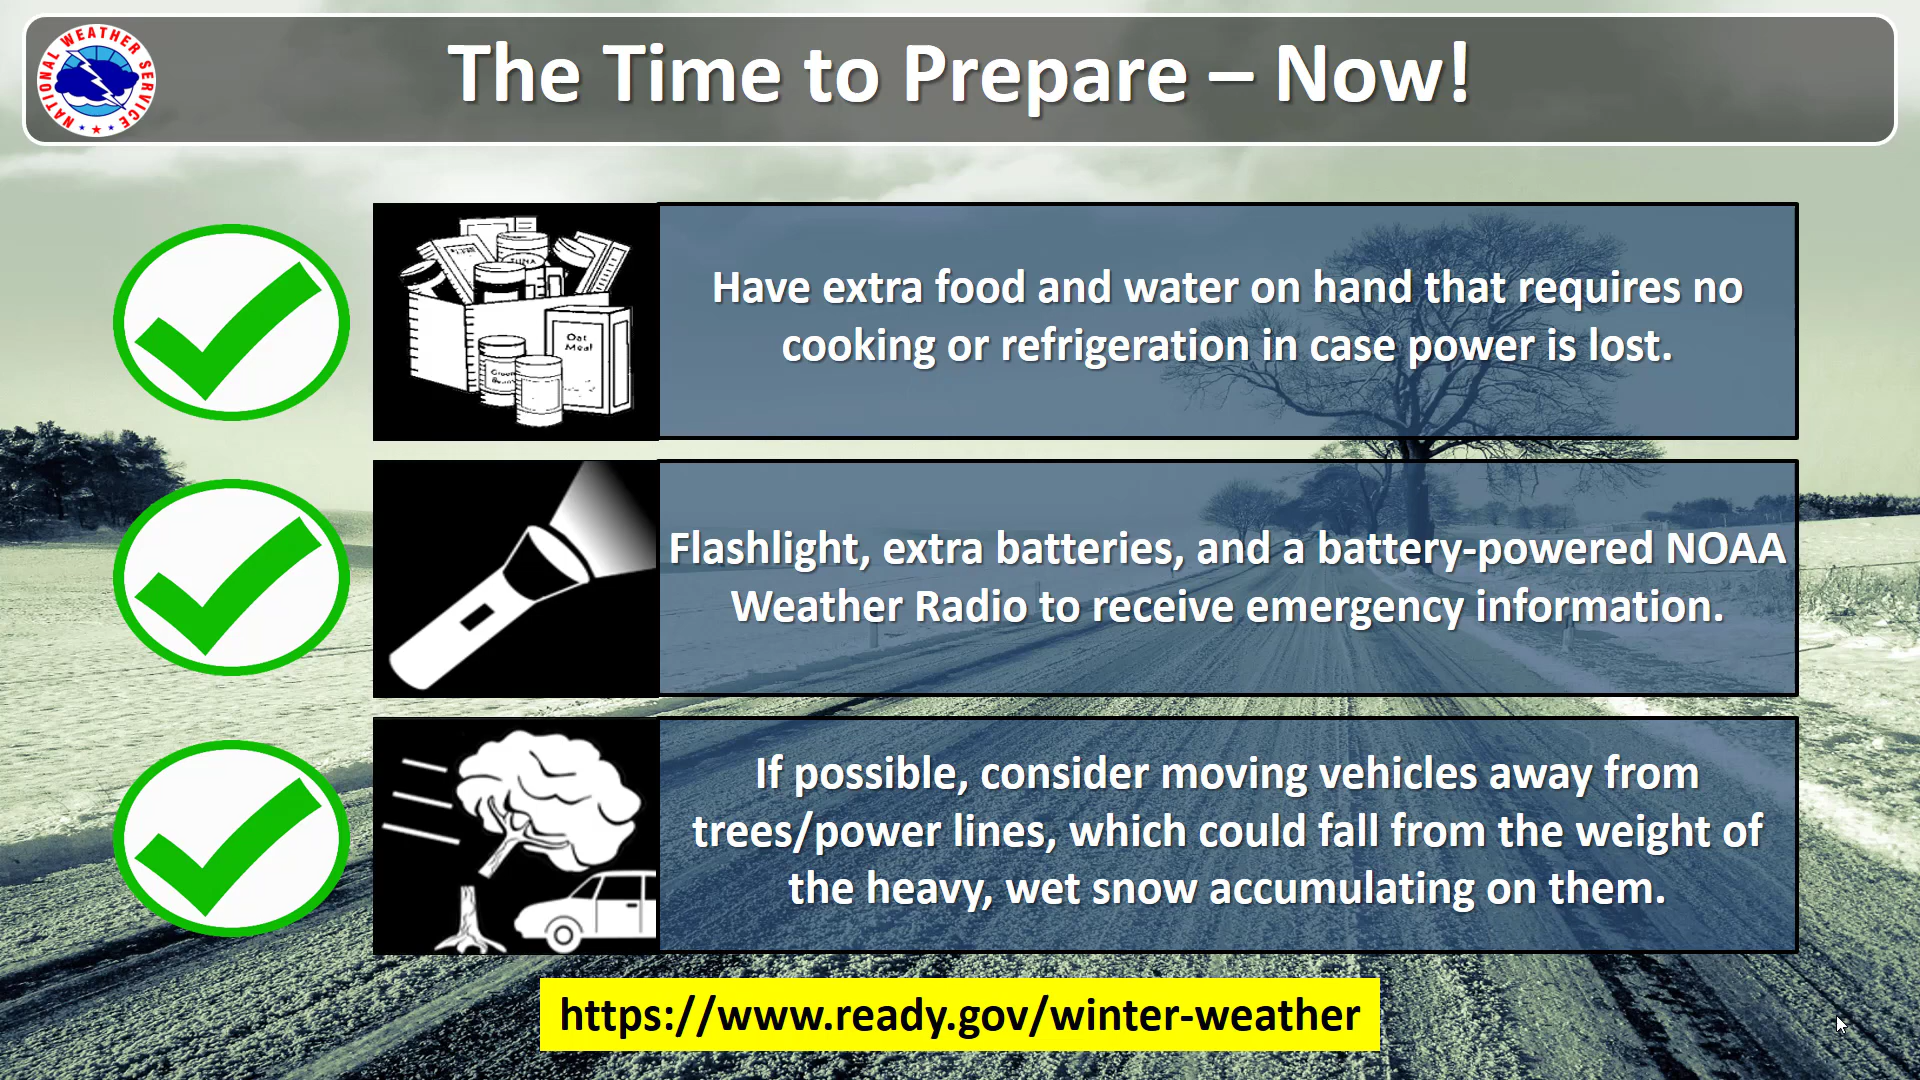 NATIONAL WEATHER SERVICE
The Time to Prepare – Now!
Have extra food and water on hand that requires no
cooking or refrigeration in case power is lost.
TUNA
Oat
Meal
Green
Beans
Flashlight, extra batteries, and a battery-powered NOAA
Weather Radio to receive emergency information.
If possible, consider moving vehicles away from
trees/power lines, which could fall from the weight of
the heavy, wet snow accumulating on them.
https://www.ready.gov/winter-weather